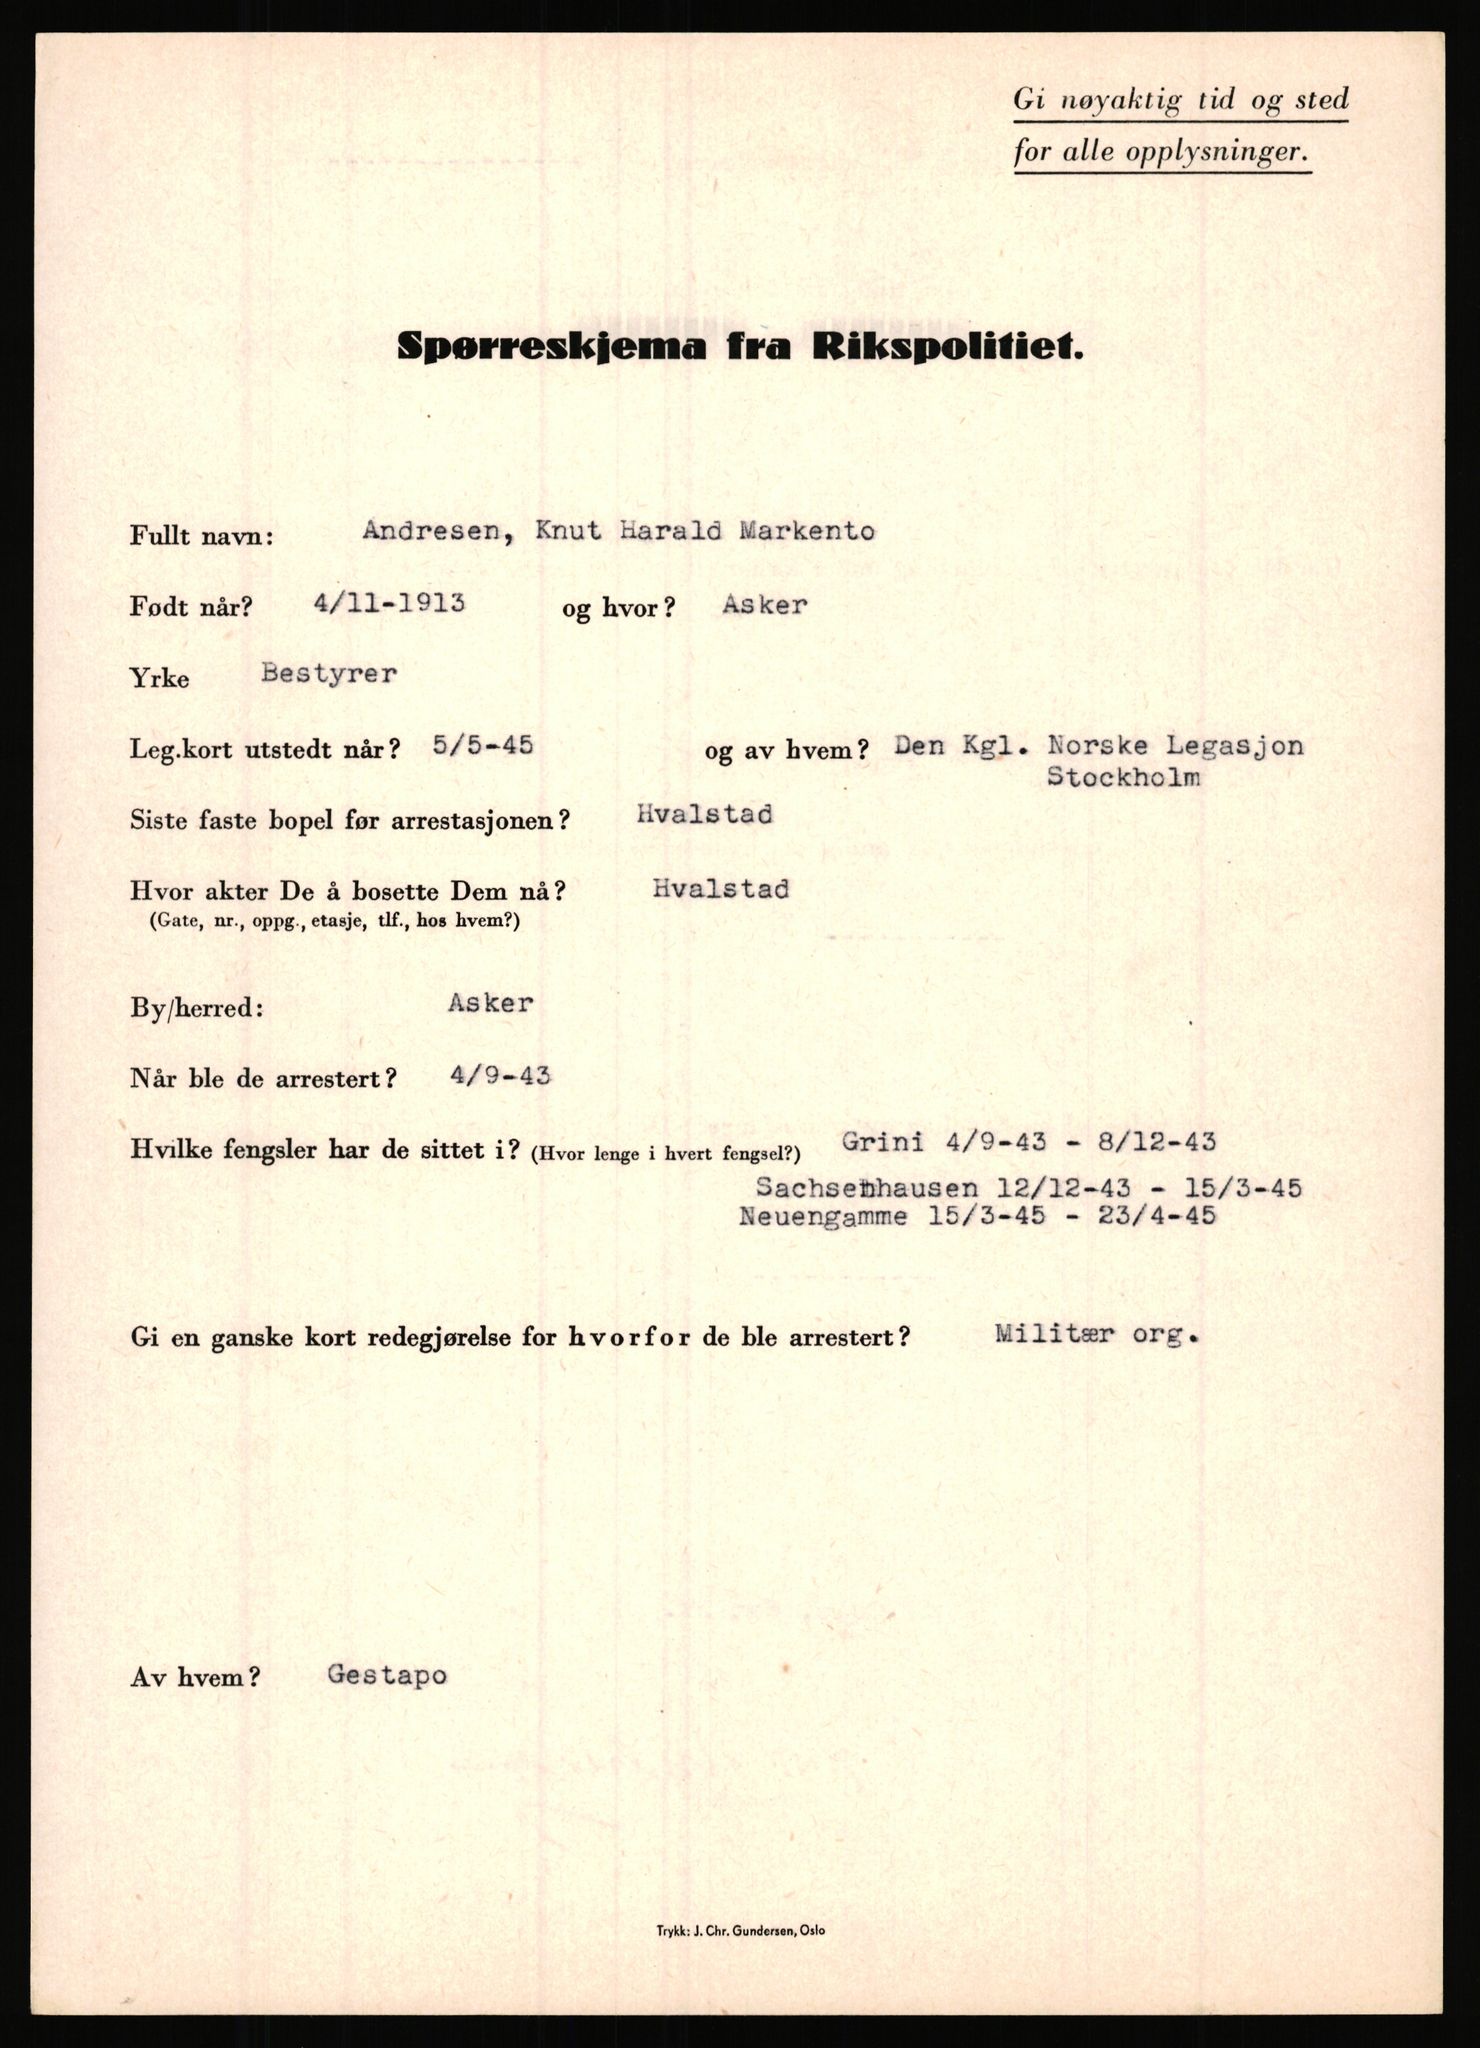 Gi nøyaktig tid og sted
for alle opplysninger.
Spørreskjema fra Rikspolitiet.
Fullt navn: Andresen, Knut Harald Markento
Født når? 4/11-1913 og hvor? Asker
Yrke Bestyrer
Leg.kort utstedt når? 5/5-45 og av hvem? Den Kgl. Norske Legasjon
Stockholm
Siste faste bopel før arrestasjonen? Hvalstad
Hvor akter De å bosette Dem nå? Hvalstad
(Gate, nr., oppg., etasje, tlf., hos hvem?)
By/herred: Asker
Når ble de arrestert? 4/9-43
Hvilke fengsler har de sittet i? (Hvor lenge i hvert fengsel?) Grini 4/9-43 - 8/12-43
Sachsenhausen 12/12-43 - 15/3-45
Neuengamme 15/3-45 - 23/4-45
Gi en ganske kort redegjørelse for hvorfor de ble arrestert? Militær org.
Av hvem? Gestapo
Trykk: J. Chr. Gundersen, Oslo